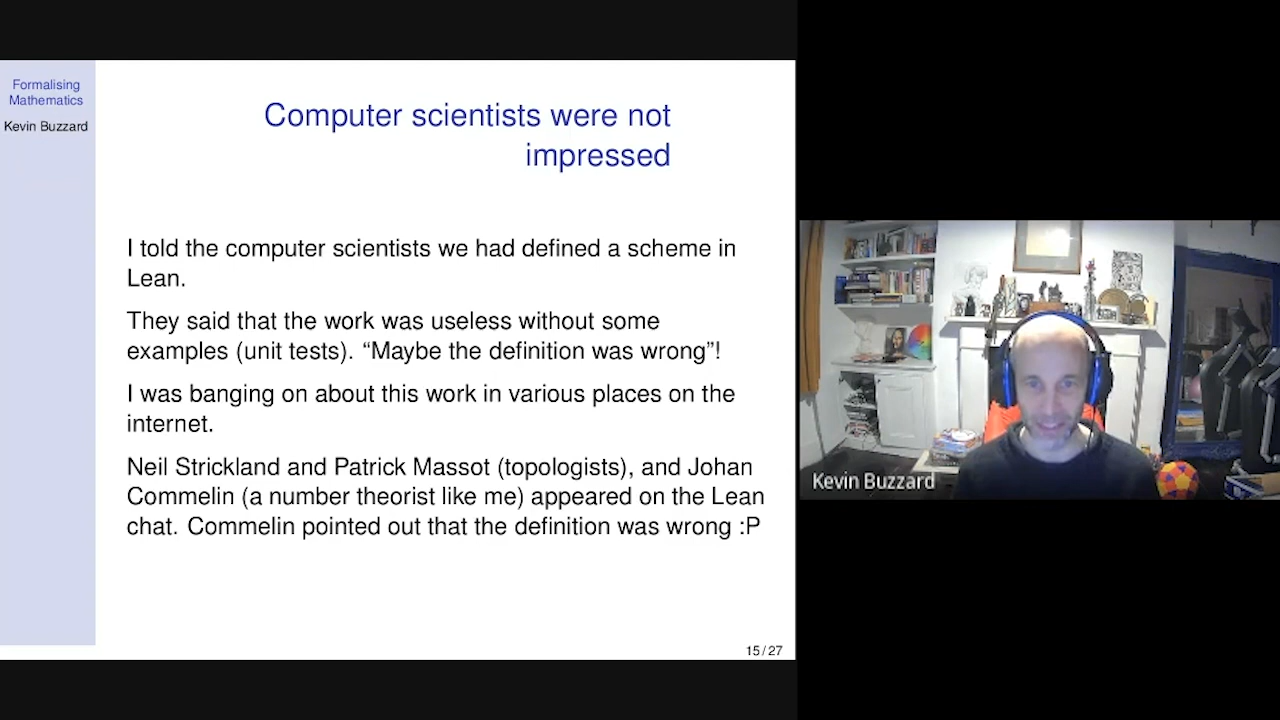 Formalising
Mathematics
Kevin Buzzard
Computer scientists were not
impressed
I told the computer scientists we had defined a scheme in
Lean.
They said that the work was useless without some
examples (unit tests). “Maybe the definition was wrong”!
I was banging on about this work in various places on the
internet.
Neil Strickland and Patrick Massot (topologists), and Johan
Commelin (a number theorist like me) appeared on the Lean
chat. Commelin pointed out that the definition was wrong :P
15/27
Kevin Buzzard